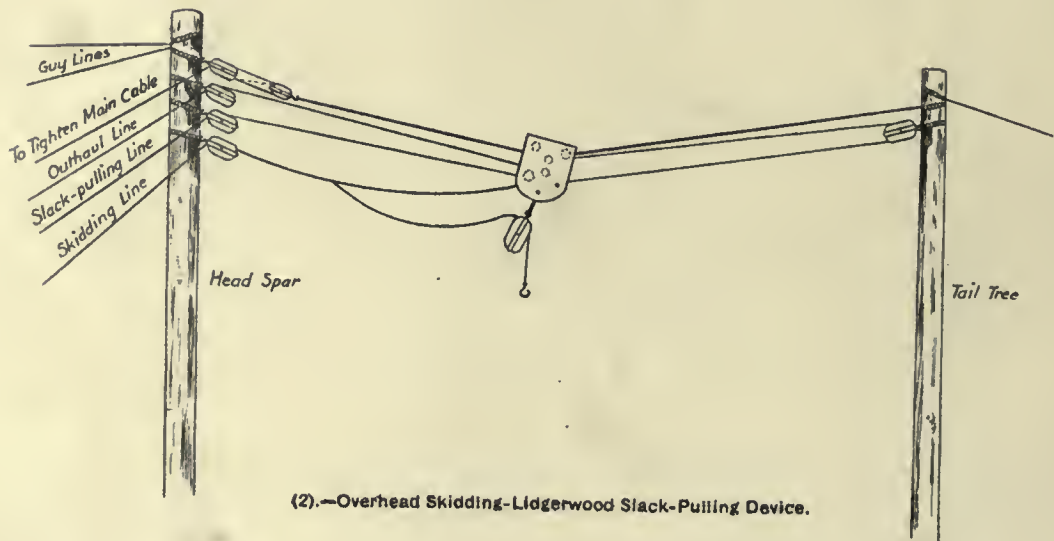 Guy Lines
To Tighten Main Cable
Outhaul Line
Slack-pulling Line
Skidding Line
Head Spar
Tail Tree
(2).—Overhead Skidding-Lidgerwood Slack-Pulling Device.